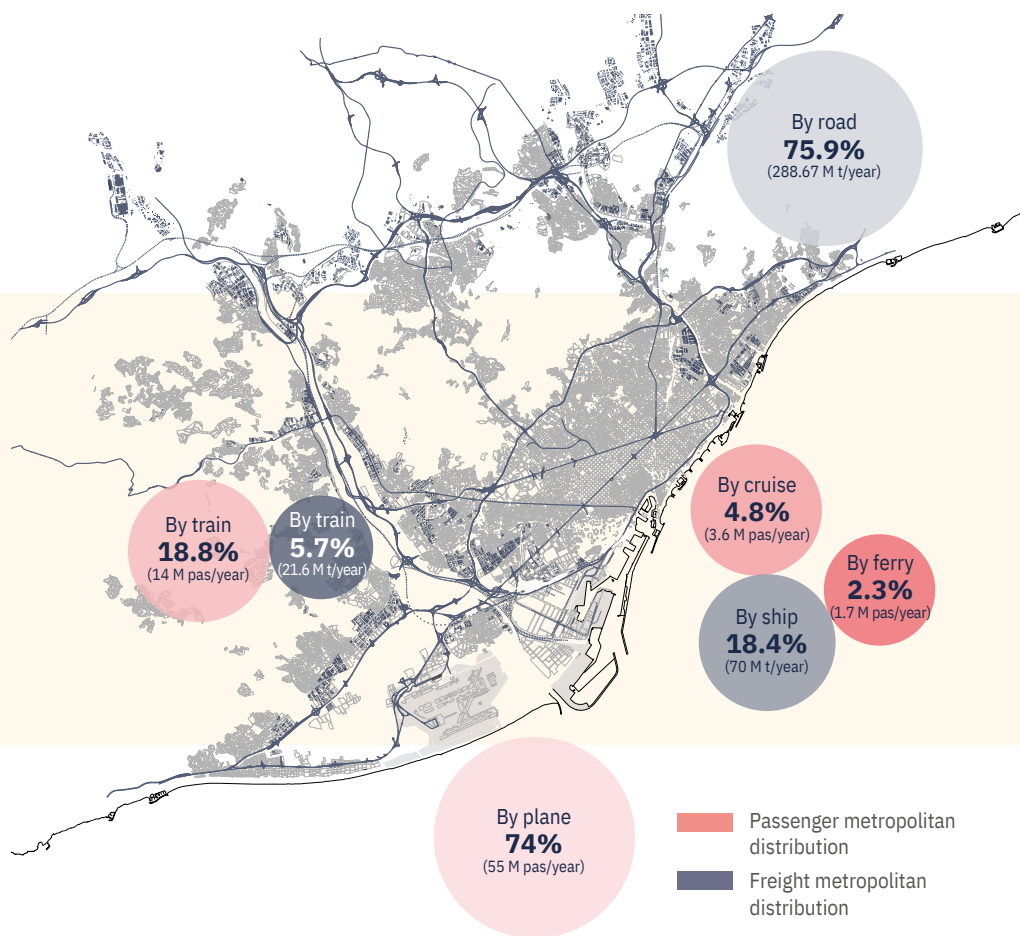 By road
75.9%
(288.67 M t/year)
By cruise
4.8%
(3.6 M pas/year)
By train
18.8%
(14 M pas/year)
By train
5.7%
(21.6 M t/year)
By ferry
2.3%
(1.7 M pas/year)
By ship
18.4%
(70 M t/year)
By plane
74%
(55 M pas/year)
Passenger metropolitan
distribution
Freight metropolitan
distribution